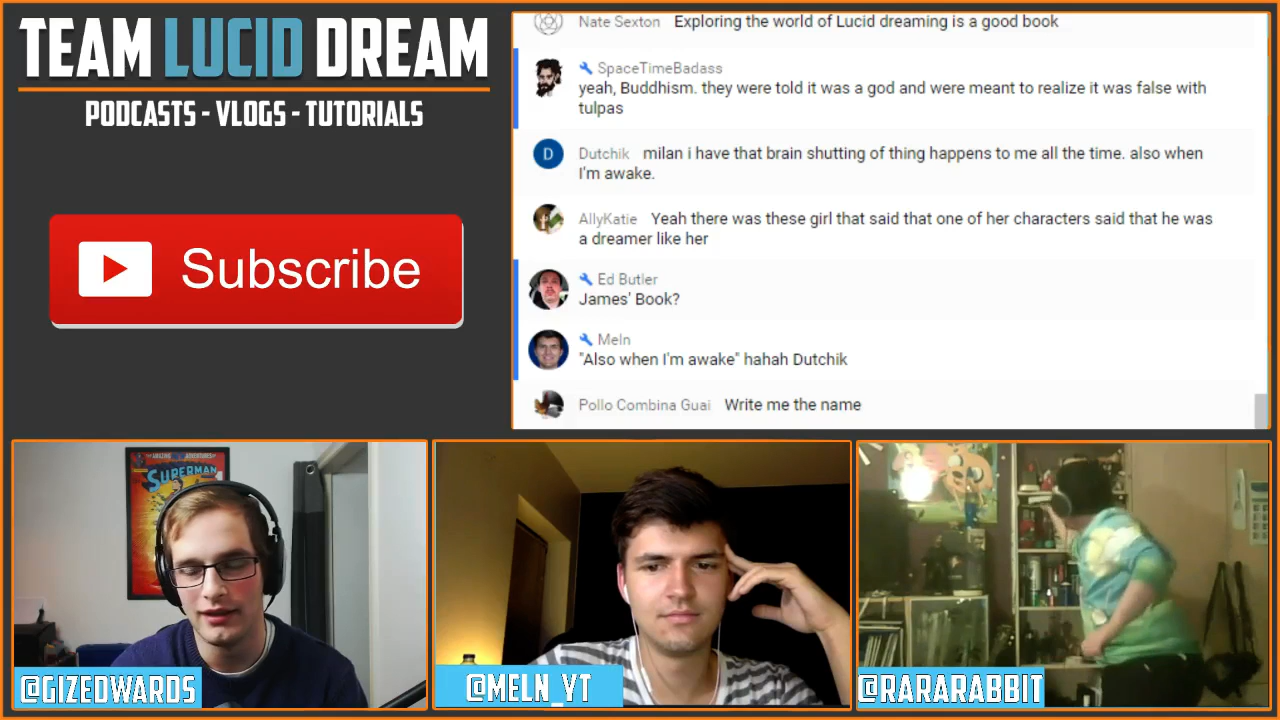 TEAM LUCID DREAM
PODCASTS - VLOGS - TUTORIALS
Subscribe
Nate Sexton Exploring the world of Lucid dreaming is a good book
SpaceTimeBadass
yeah, Buddhism. they were told it was a god and were meant to realize it was false with
tulpas
D
Dutchik milan i have that brain shutting of thing happens to me all the time. also when
I'm awake.
AllyKatie Yeah there was these girl that said that one of her characters said that he was
a dreamer like her
Ed Butler
James' Book?
Meln
"Also when I'm awake" hahah Dutchik
Pollo Combina Guai Write me the name
SUPERMAN
@GIZEDWARDS
@MELN_YT
@RARARABBIT